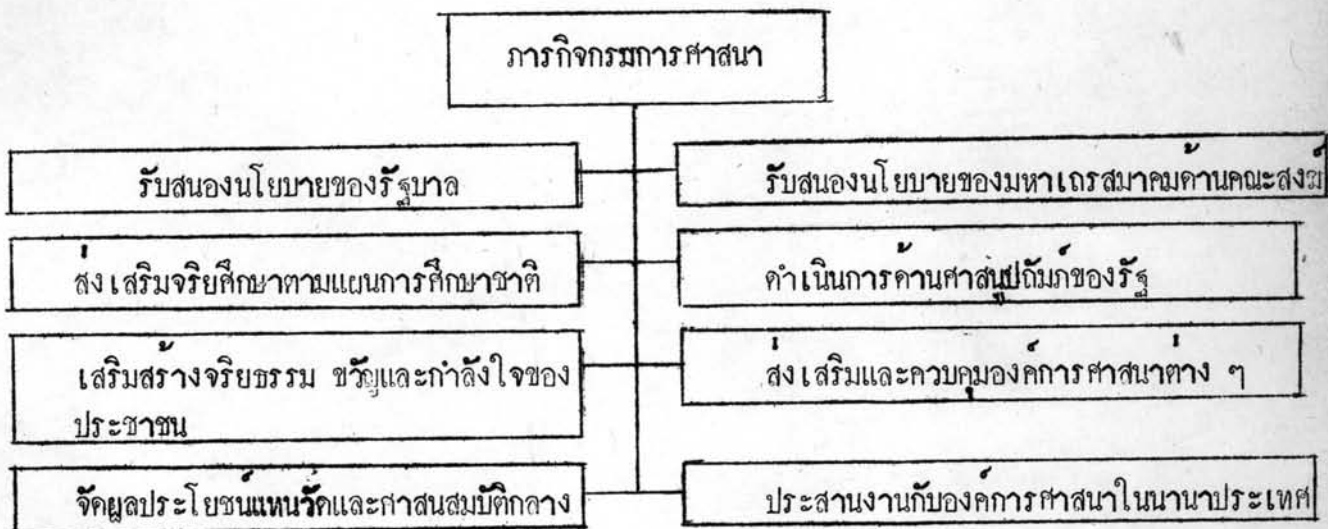 ภารกิจกรมการศาสนา
รับสนองนโยบายของรัฐบาล
รับสนองนโยบายของมหาเถรสมาคมด้านคณะสงฆ์
ส่งเสริมจริยศึกษาตามแผนการศึกษาชาติ
ดำเนินการด้านศาสนูปถัมภ์ของรัฐ
เสริมสร้างจริยธรรม ขวัญและกำลังใจของ
ประชาชน
ส่งเสริมและควบคุมองค์การศาสนาต่าง ๆ
จัดผลประโยชน์แทนวัดและศาสนสมบัติกลาง
ประสานงานกับองค์การศาสนาในนานาประเทศ